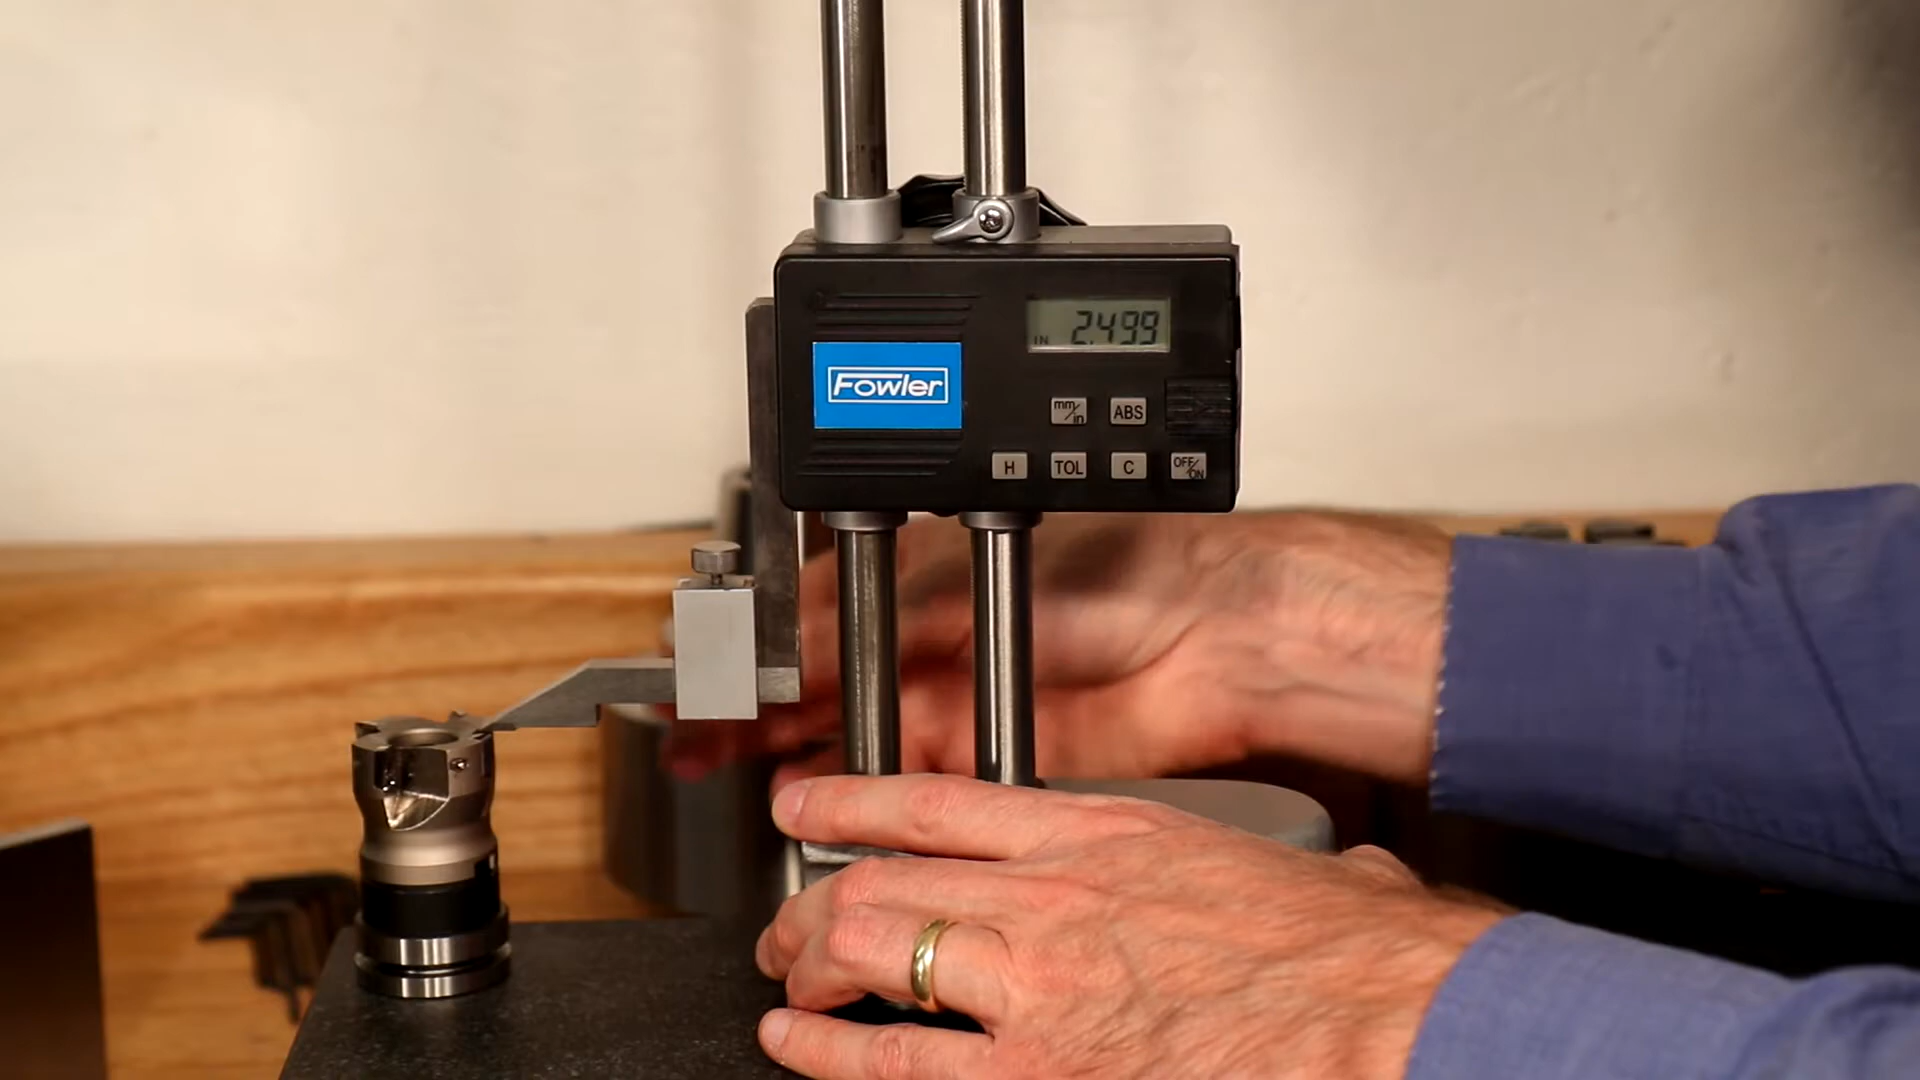 IN 2.499
Fowler
mm/in
ABS
H
TOL
C
OFF/ON